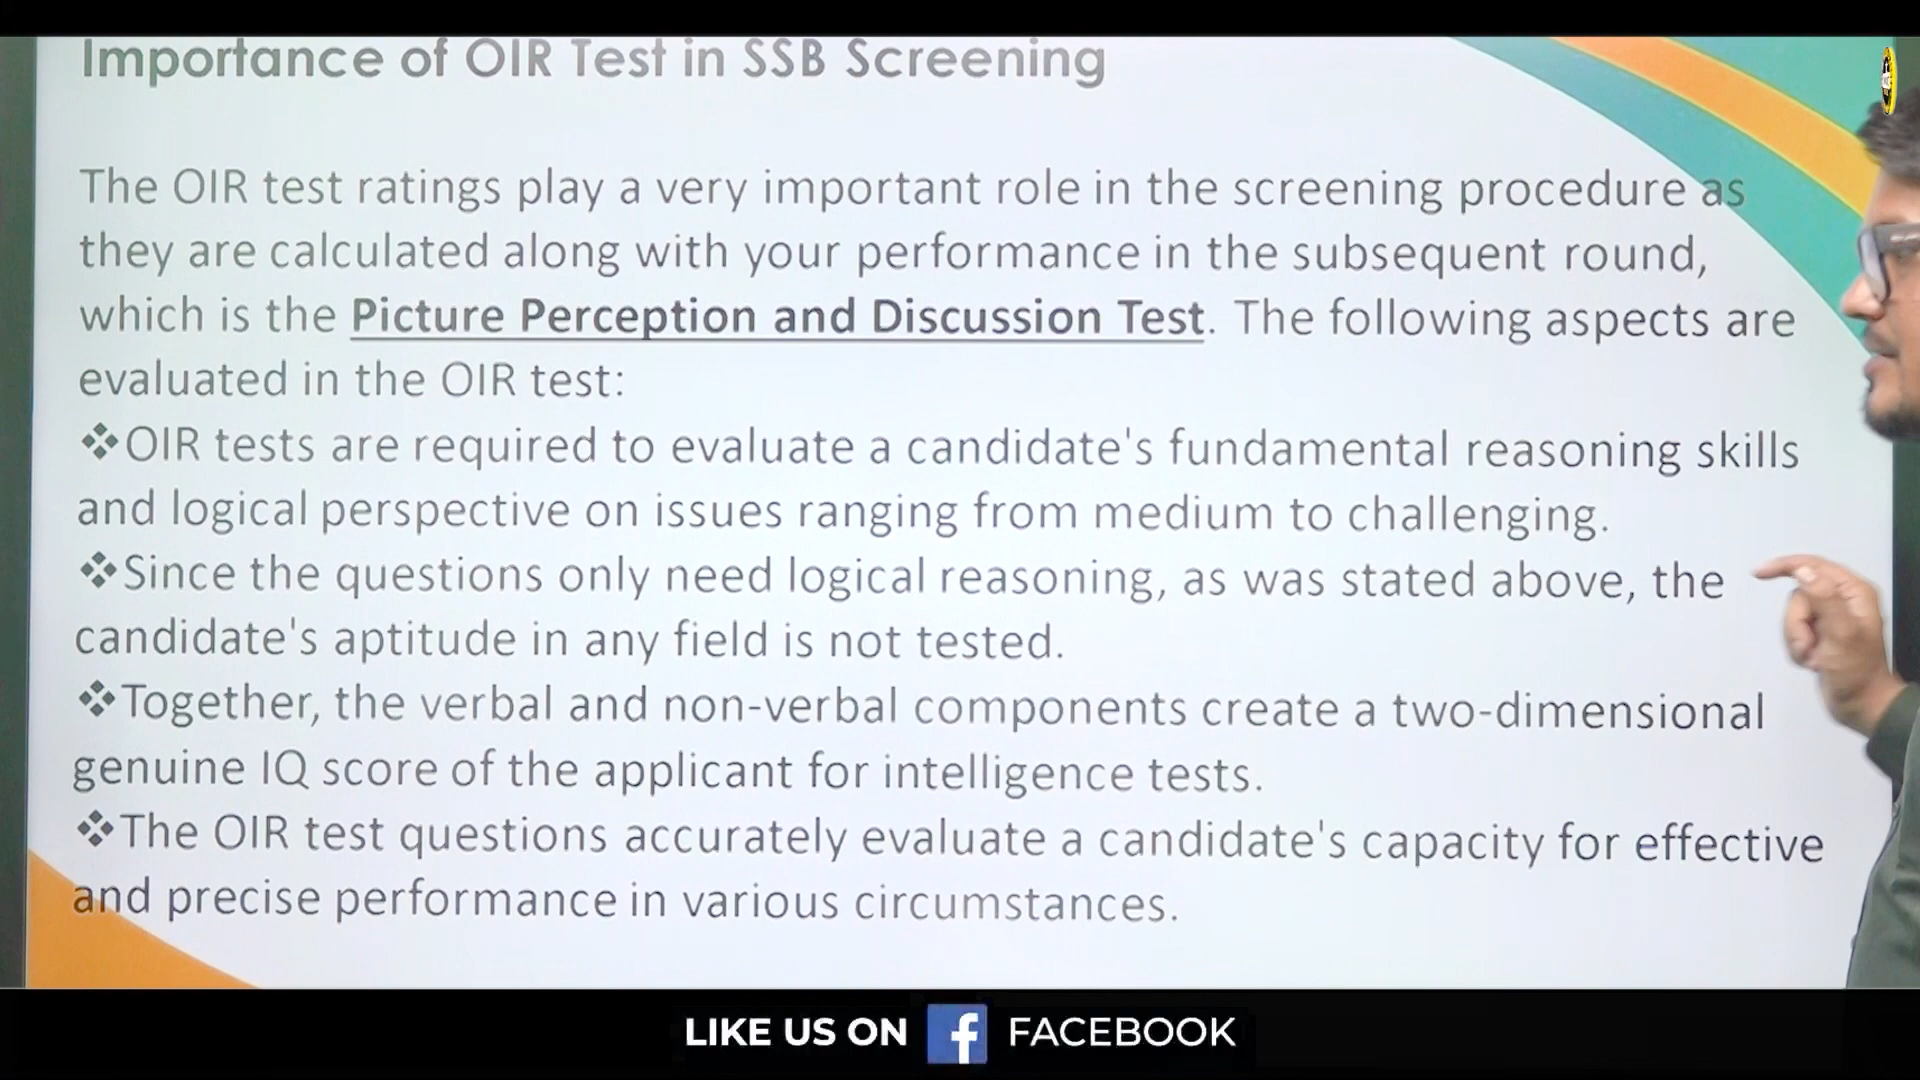 Importance of OIR Test in SSB Screening
The OIR test ratings play a very important role in the screening procedure as
they are calculated along with your performance in the subsequent round,
which is the Picture Perception and Discussion Test. The following aspects are
evaluated in the OIR test:
❖OIR tests are required to evaluate a candidate's fundamental reasoning skills
and logical perspective on issues ranging from medium to challenging.
❖Since the questions only need logical reasoning, as was stated above, the
candidate's aptitude in any field is not tested.
❖Together, the verbal and non-verbal components create a two-dimensional
genuine IQ score of the applicant for intelligence tests.
❖The OIR test questions accurately evaluate a candidate's capacity for effective
and precise performance in various circumstances.
LIKE US ON f FACEBOOK